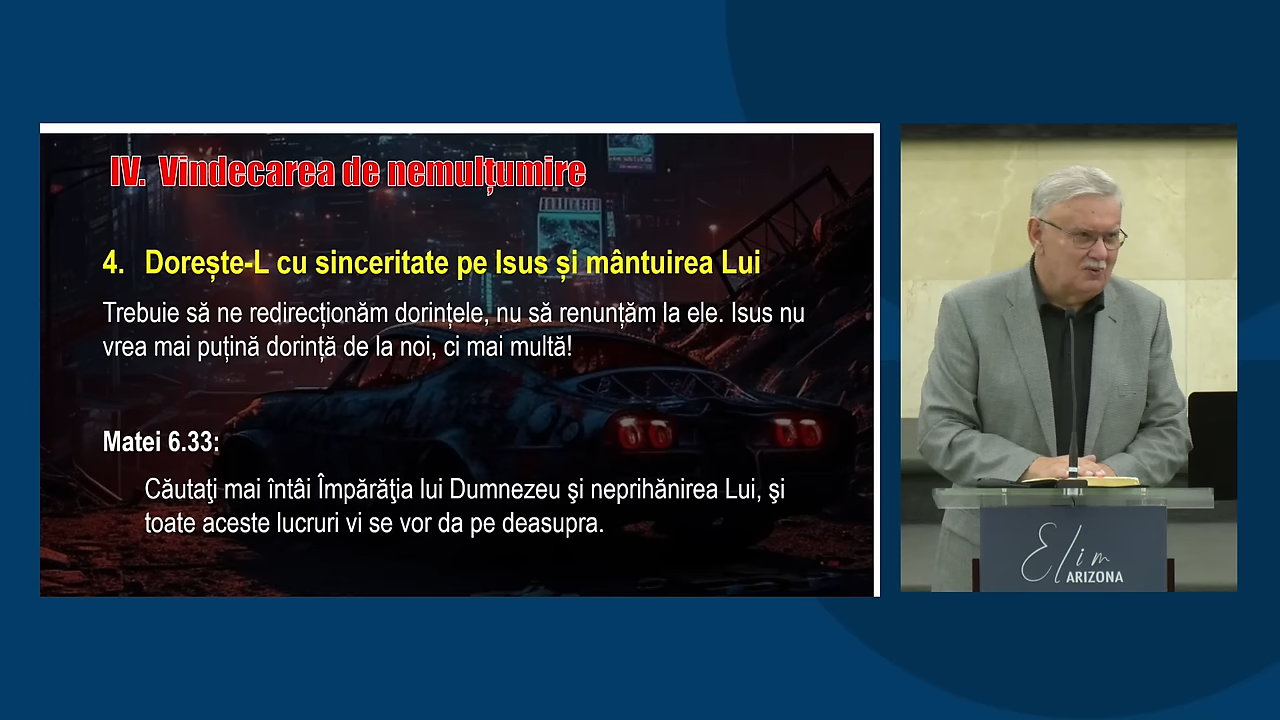 IV. Vindecarea de nemulțumire
4. Dorește-L cu sinceritate pe Isus și mântuirea Lui
Trebuie să ne redirecționăm dorințele, nu să renunțăm la ele. Isus nu
vrea mai puțină dorință de la noi, ci mai multă!
Matei 6.33:
Căutaţi mai întâi Împărăţia lui Dumnezeu şi neprihănirea Lui, şi
toate aceste lucruri vi se vor da pe deasupra.
Elim
ARIZONA